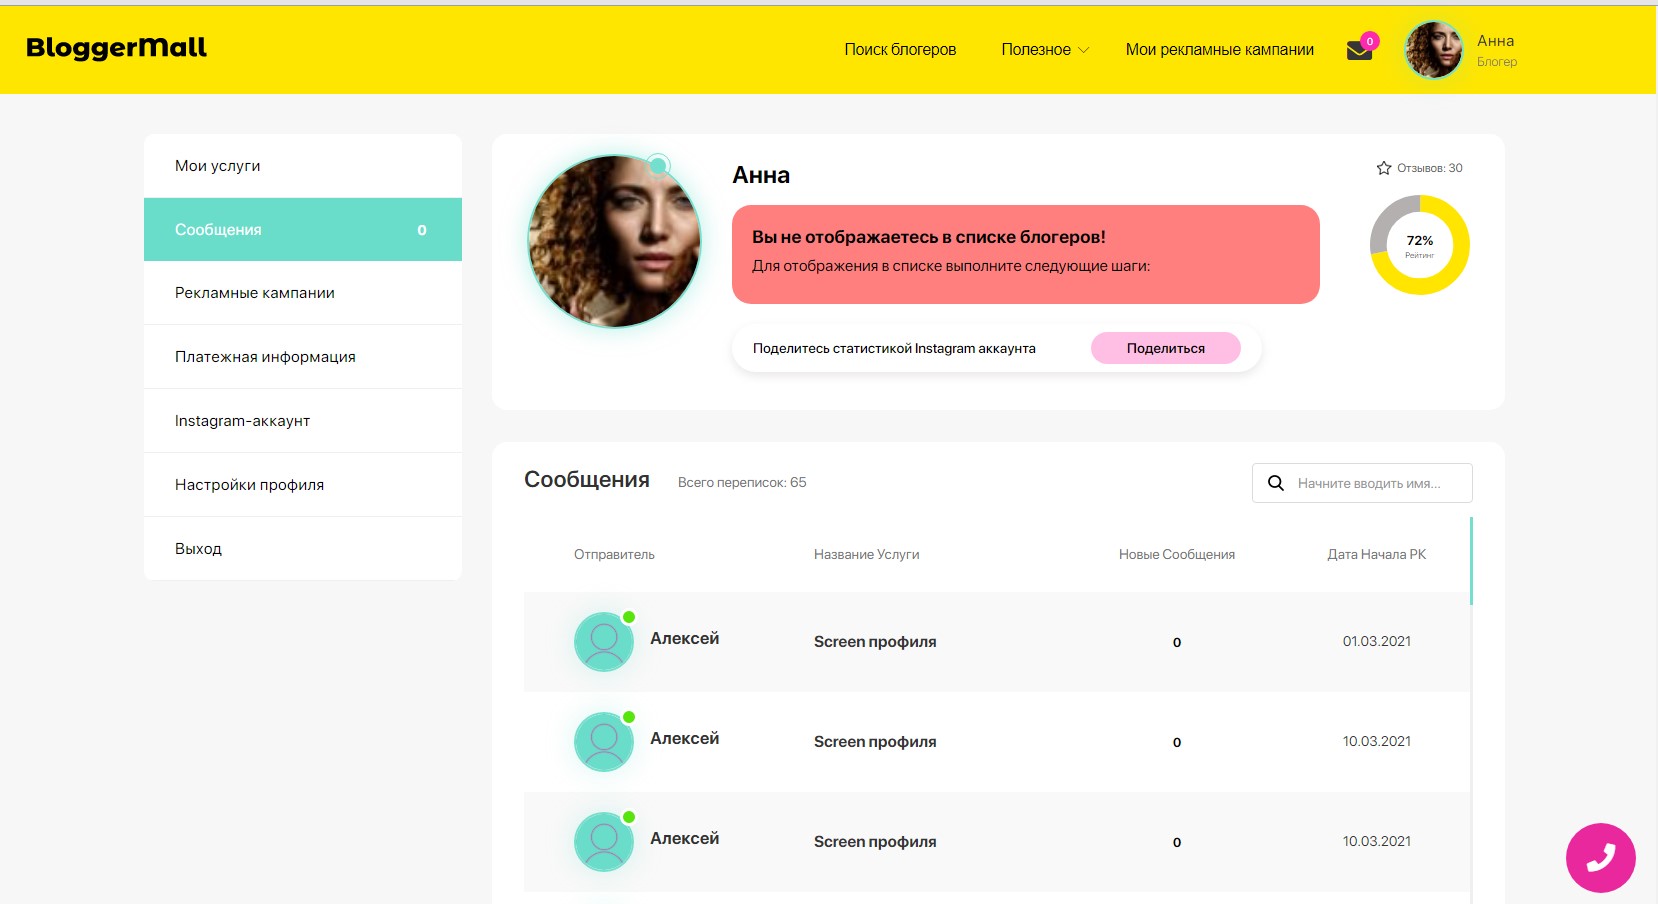 BloggerMall
Поиск блогеров
Полезное
Мои рекламные кампании
0
Анна
Блогер
Мои услуги
Сообщения 0
Рекламные кампании
Платежная информация
Instagram-аккаунт
Настройки профиля
Выход
Анна
Отзывов: 30
Вы не отображаетесь в списке блогеров!
Для отображения в списке выполните следующие шаги:
72%
Рейтинг
Поделитесь статистикой Instagram аккаунта
Поделиться
Сообщения
Всего переписок: 65
Начните вводить имя...
Отправитель Название Услуги Новые Сообщения Дата Начала РК
Алексей Screen профиля 0 01.03.2021
Алексей Screen профиля 0 10.03.2021
Алексей Screen профиля 0 10.03.2021